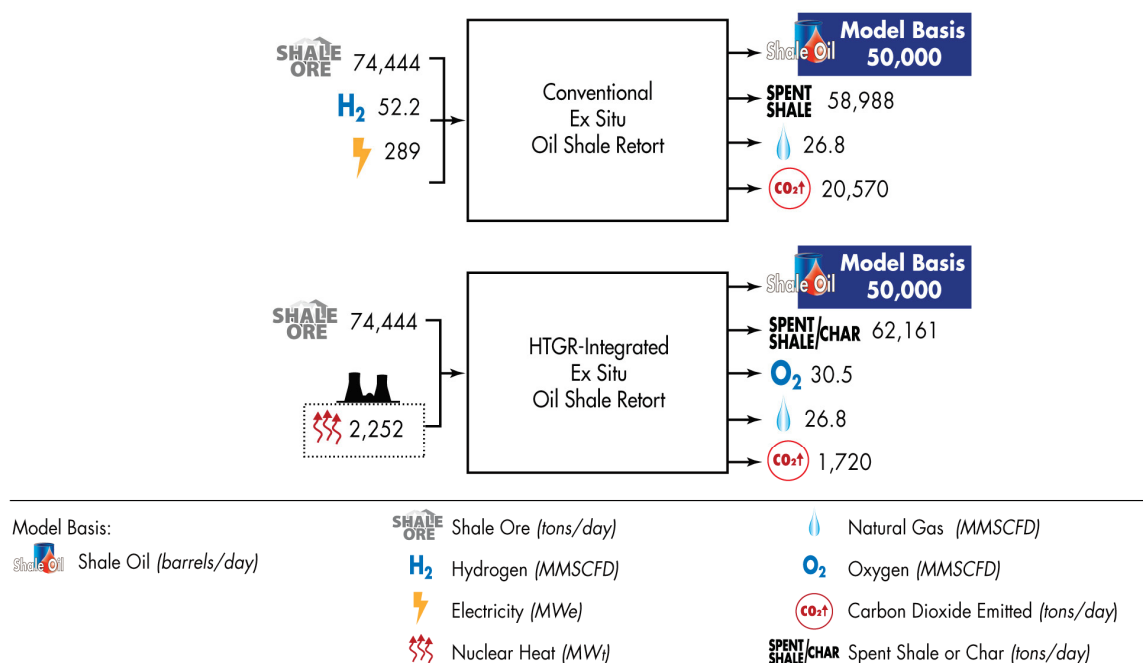 SHALE
ORE
74,444
H2 52.2
289
Conventional
Ex Situ
Oil Shale Retort
Shale Oil
Model Basis
50,000
SPENT
SHALE
58,988
26.8
CO2↑ 20,570
SHALE
ORE
74,444
2,252
HTGR-Integrated
Ex Situ
Oil Shale Retort
Shale Oil
Model Basis
50,000
SPENT
SHALE/CHAR
62,161
O2 30.5
26.8
CO2↑ 1,720
Model Basis:
Shale Oil Shale Oil (barrels/day)
SHALE
ORE
Shale Ore (tons/day)
H2 Hydrogen (MMSCFD)
Electricity (MWe)
Nuclear Heat (MWt)
Natural Gas (MMSCFD)
O2 Oxygen (MMSCFD)
CO2↑ Carbon Dioxide Emitted (tons/day)
SPENT
SHALE/CHAR
Spent Shale or Char (tons/day)